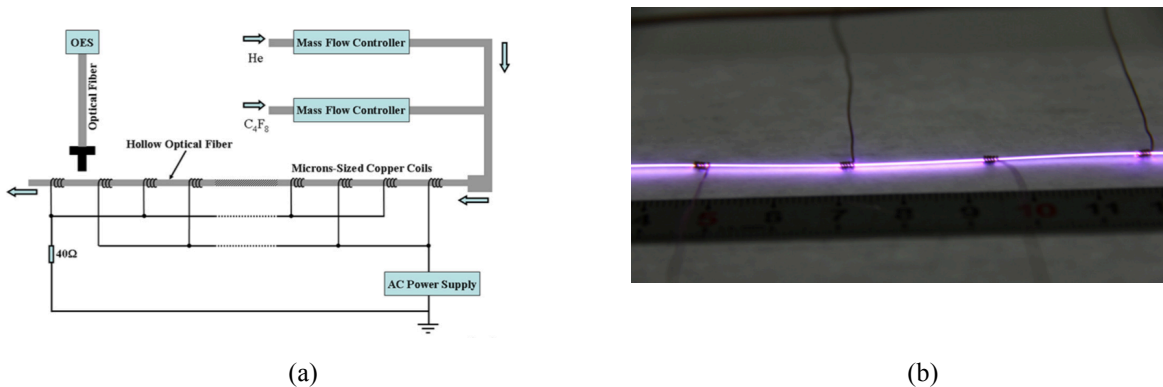 OES
Optical Fiber
He
Mass Flow Controller
C₄F₈
Mass Flow Controller
Hollow Optical Fiber
Microns-Sized Copper Coils
40Ω
AC Power Supply
(a)
5 6 7 8 9 10 11
(b)